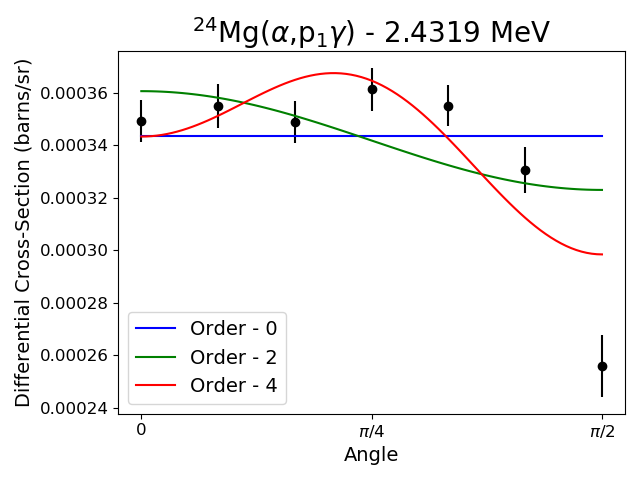 ²⁴Mg(α,p₁γ) - 2.4319 MeV
Differential Cross-Section (barns/sr)
0.00036
0.00034
0.00032
0.00030
0.00028
0.00026
0.00024
Order - 0
Order - 2
Order - 4
0
π/4
π/2
Angle